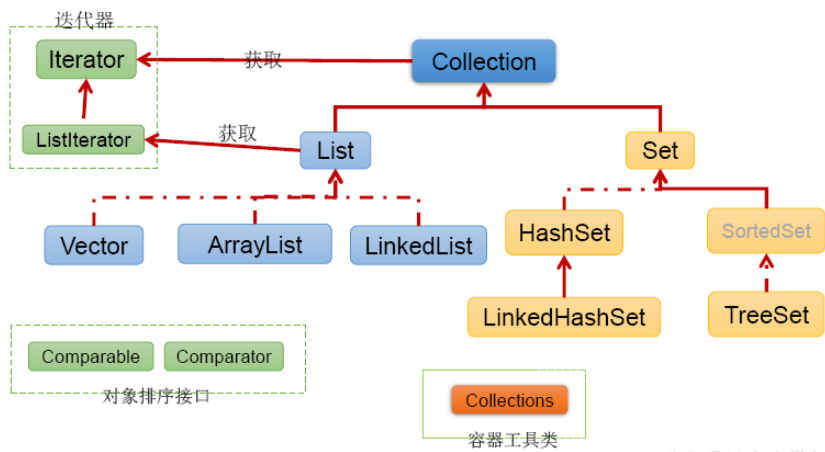 迭代器
Iterator
获取
Collection
ListIterator
获取
List
Set
Vector
ArrayList
LinkedList
HashSet
SortedSet
LinkedHashSet
TreeSet
Comparable
Comparator
对象排序接口
Collections
容器工具类